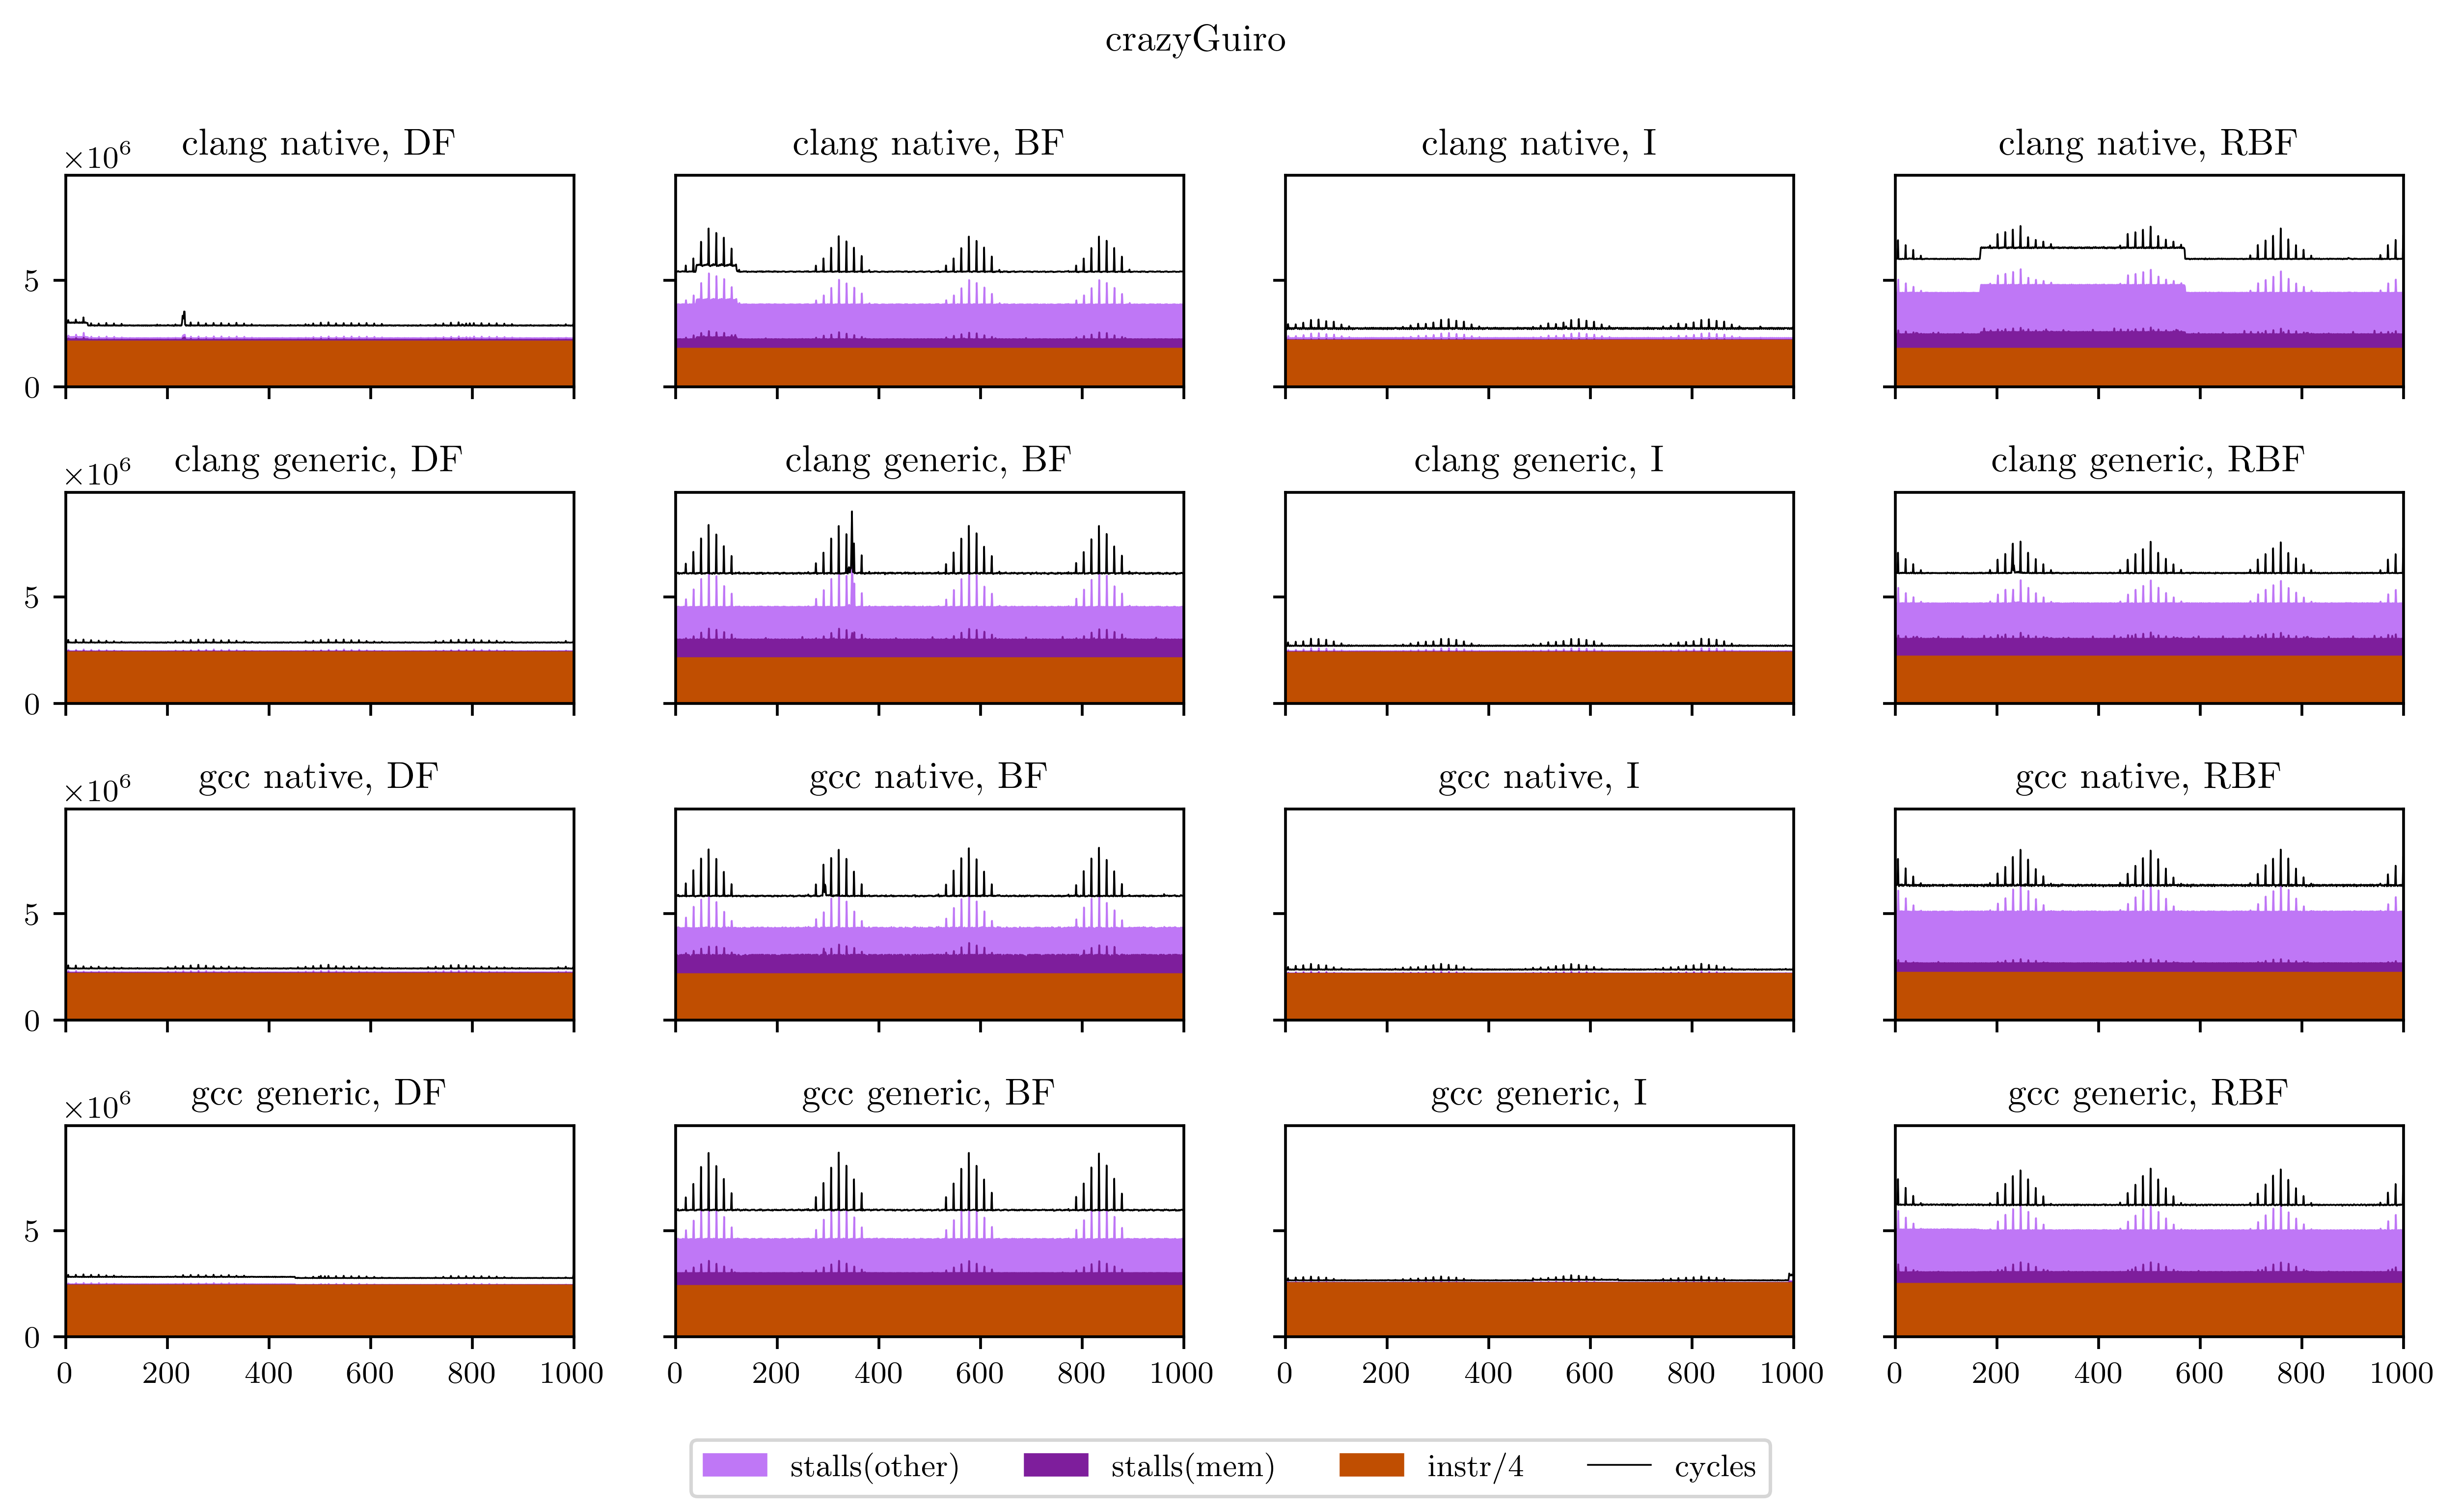 crazyGuiro
clang native, DF
clang native, BF
clang native, I
clang native, RBF
×10⁶
5
0
clang generic, DF
clang generic, BF
clang generic, I
clang generic, RBF
×10⁶
5
0
gcc native, DF
gcc native, BF
gcc native, I
gcc native, RBF
×10⁶
5
0
gcc generic, DF
gcc generic, BF
gcc generic, I
gcc generic, RBF
×10⁶
5
0
0 200 400 600 800 1000
0 200 400 600 800 1000
0 200 400 600 800 1000
0 200 400 600 800 1000
stalls(other) stalls(mem) instr/4 cycles